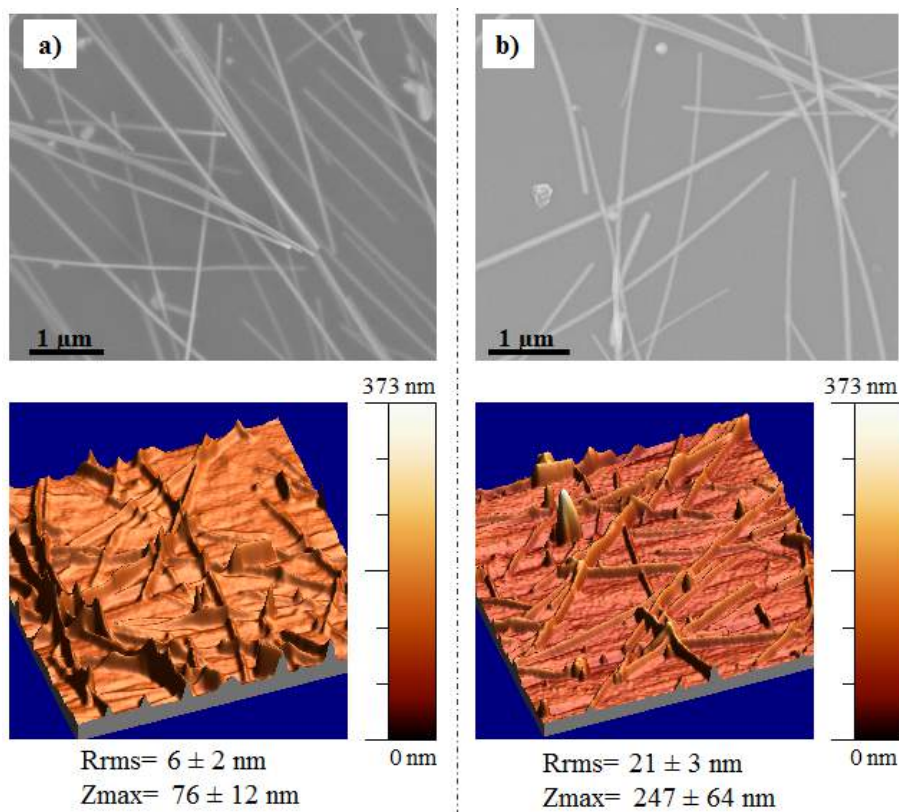 a)
1 µm
373 nm
0 nm
Rrms= 6 ± 2 nm
Zmax= 76 ± 12 nm
b)
1 µm
373 nm
0 nm
Rrms= 21 ± 3 nm
Zmax= 247 ± 64 nm